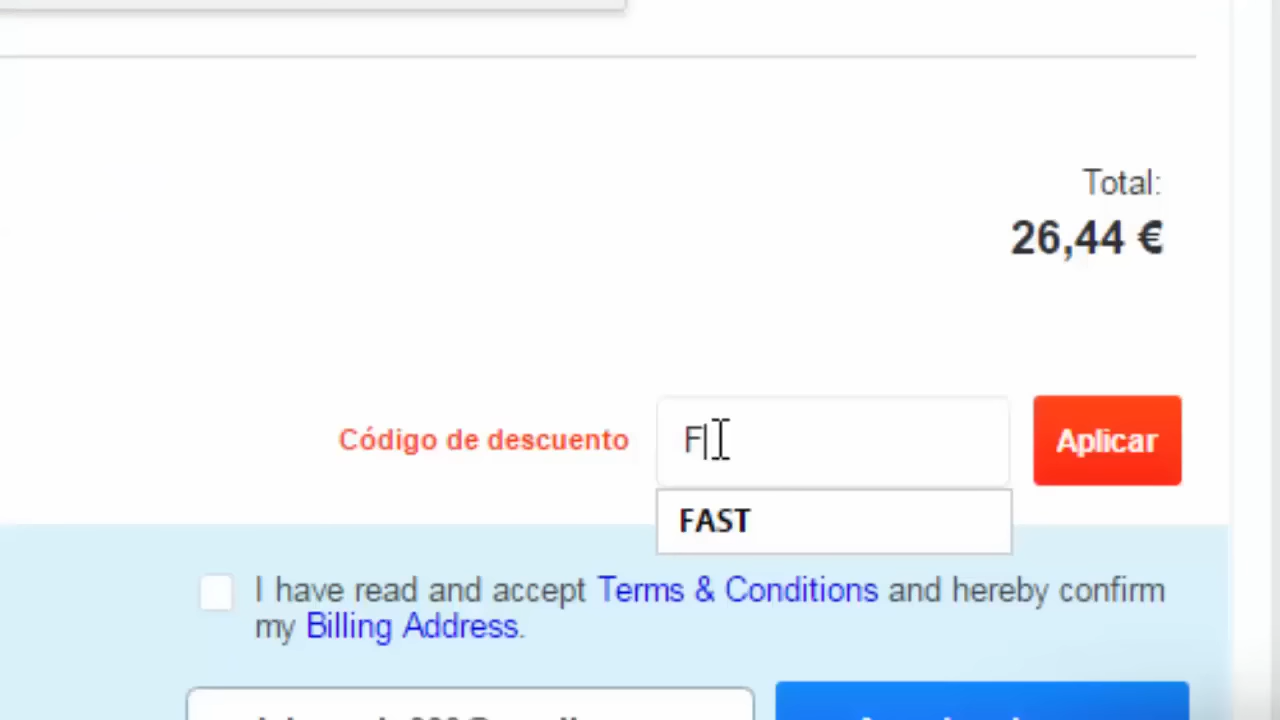 Total:
26,44 €
Código de descuento
F
Aplicar
FAST
I have read and accept Terms & Conditions and hereby confirm
my Billing Address.